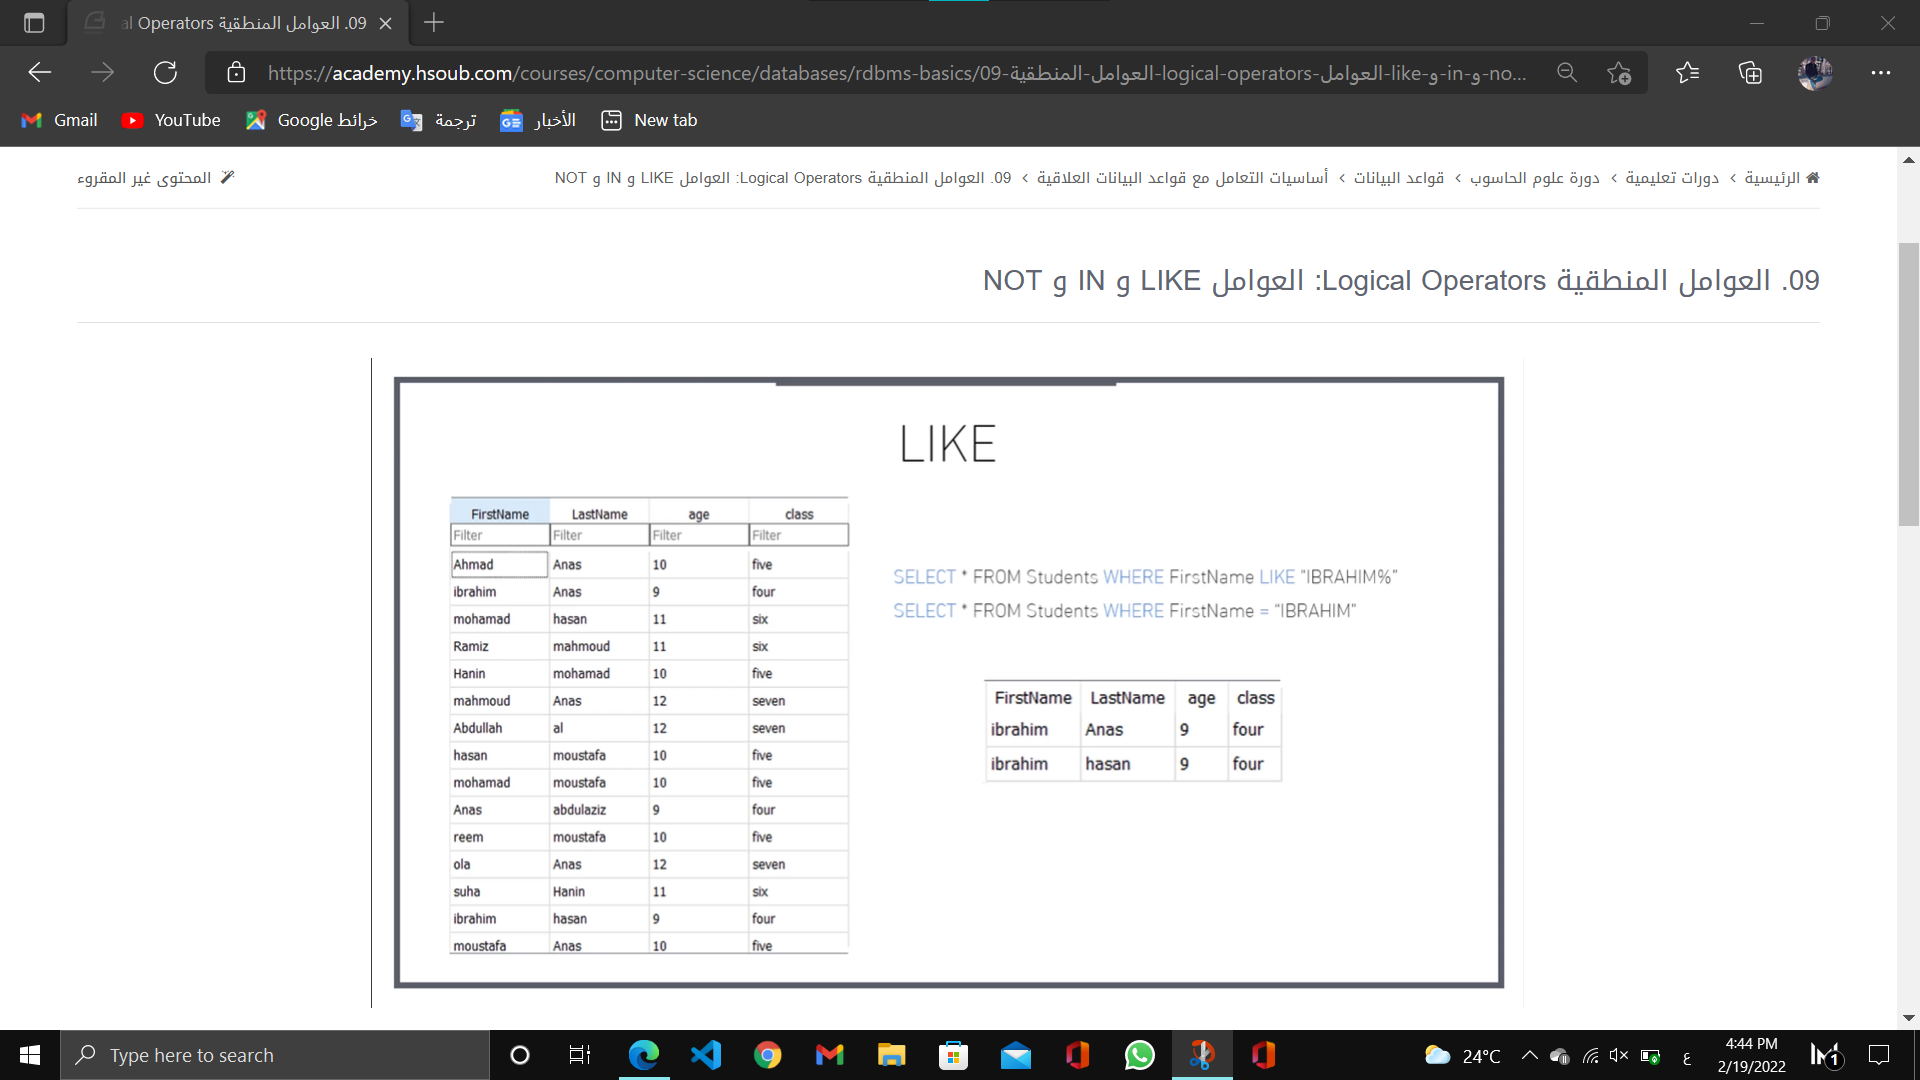 09. العوامل المنطقية al Operators
https://academy.hsoub.com/courses/computer-science/databases/rdbms-basics/09-العوامل-المنطقية-logical-operators-العوامل-like-و-in-و-no...
Gmail YouTube خرائط Google ترجمة الأخبار New tab
الرئيسية › دورات تعليمية › دورة علوم الحاسوب › قواعد البيانات › أساسيات التعامل مع قواعد البيانات العلاقية › 09. العوامل المنطقية Logical Operators: العوامل LIKE و IN و NOT
المحتوى غير المقروء
09. العوامل المنطقية Logical Operators: العوامل LIKE و IN و NOT
LIKE
FirstName LastName age class
Filter Filter Filter Filter
Ahmad Anas 10 five
ibrahim Anas 9 four
mohamad hasan 11 six
Ramiz mahmoud 11 six
Hanin mohamad 10 five
mahmoud Anas 12 seven
Abdullah al 12 seven
hasan moustafa 10 five
mohamad moustafa 10 five
Anas abdulaziz 9 four
reem moustafa 10 five
ola Anas 12 seven
suha Hanin 11 six
ibrahim hasan 9 four
moustafa Anas 10 five
SELECT * FROM Students WHERE FirstName LIKE "IBRAHIM%"
SELECT * FROM Students WHERE FirstName = "IBRAHIM"
FirstName LastName age class
ibrahim Anas 9 four
ibrahim hasan 9 four
Type here to search
24°C
ع
4:44 PM
2/19/2022
1